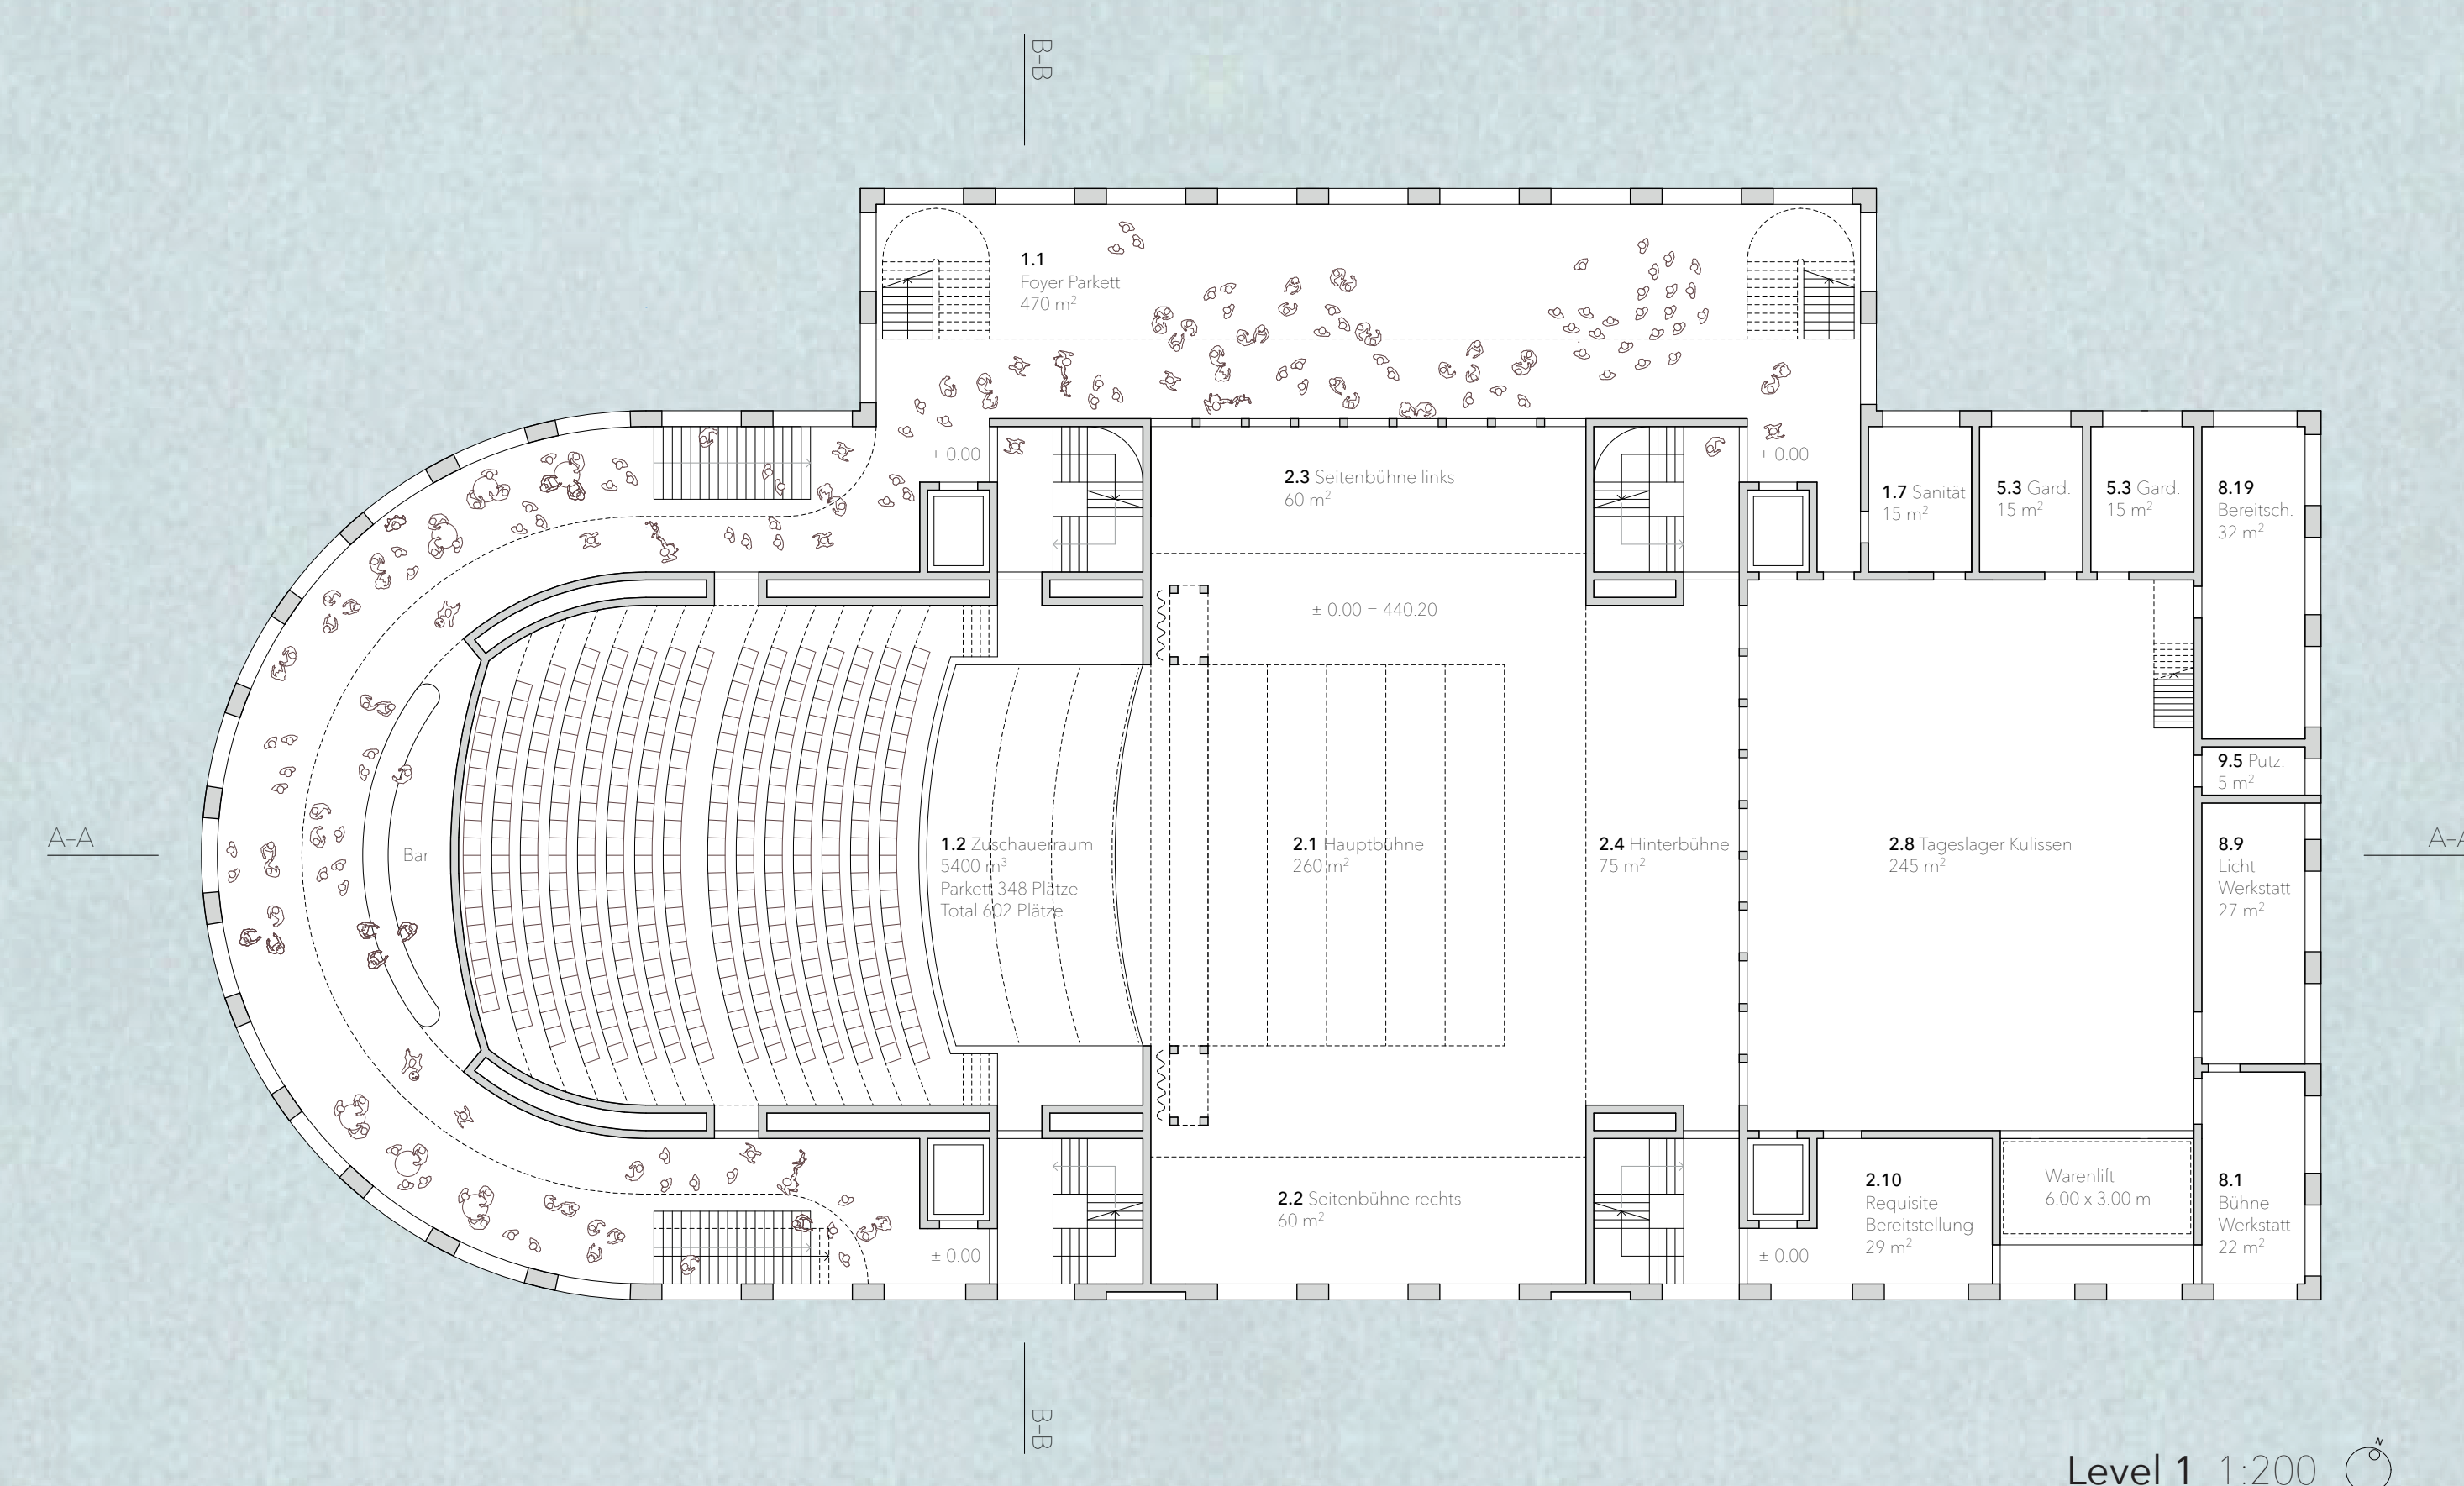 B–B
1.1
Foyer Parkett
470 m²
± 0.00
± 0.00
2.3 Seitenbühne links
60 m²
1.7 Sanität
15 m²
5.3 Gard.
15 m²
5.3 Gard.
15 m²
8.19
Bereitsch.
32 m²
± 0.00 = 440.20
9.5 Putz.
5 m²
A–A
A–A
Bar
1.2 Zuschauerraum
5400 m³
Parkett 348 Plätze
Total 602 Plätze
2.1 Hauptbühne
260 m²
2.4 Hinterbühne
75 m²
2.8 Tageslager Kulissen
245 m²
8.9
Licht
Werkstatt
27 m²
2.2 Seitenbühne rechts
60 m²
2.10
Requisite
Bereitstellung
29 m²
Warenlift
6.00 x 3.00 m
8.1
Bühne
Werkstatt
22 m²
± 0.00
± 0.00
B–B
N
Level 1 1:200